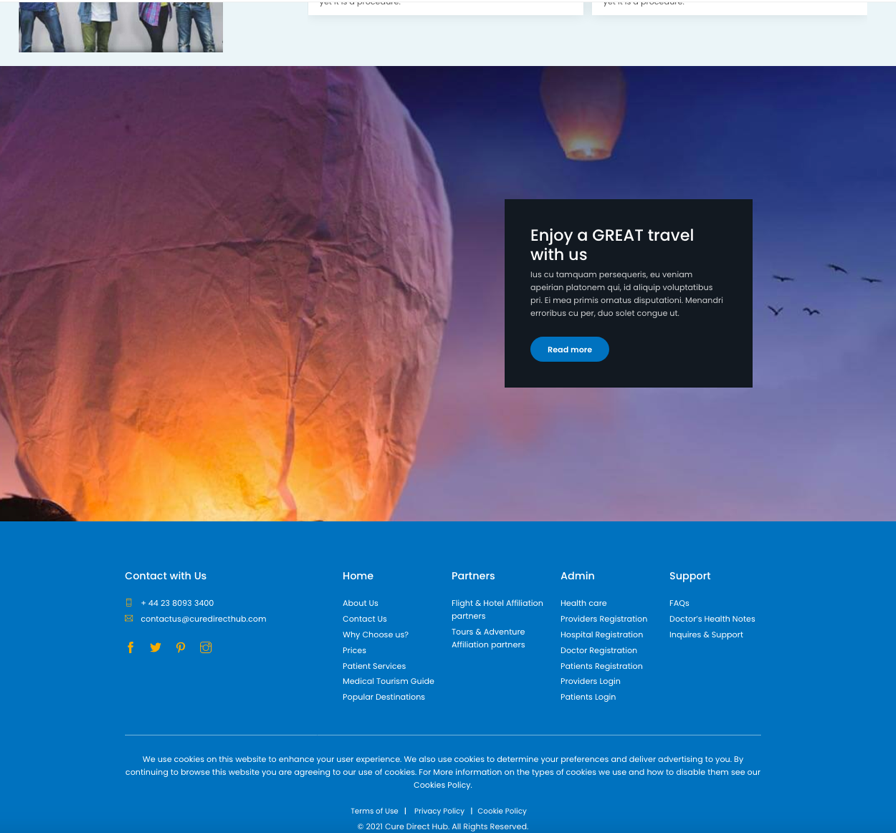 yet it is a procedure.
yet it is a procedure.
Enjoy a GREAT travel
with us
Ius cu tamquam persequeris, eu veniam
apeirian platonem qui, id aliquip voluptatibus
pri. Ei mea primis ornatus disputationi. Menandri
erroribus cu per, duo solet congue ut.
Read more
Contact with Us
+ 44 23 8093 3400
contactus@curedirecthub.com
Home
About Us
Contact Us
Why Choose us?
Prices
Patient Services
Medical Tourism Guide
Popular Destinations
Partners
Flight & Hotel Affiliation
partners
Tours & Adventure
Affiliation partners
Admin
Health care
Providers Registration
Hospital Registration
Doctor Registration
Patients Registration
Providers Login
Patients Login
Support
FAQs
Doctor's Health Notes
Inquires & Support
We use cookies on this website to enhance your user experience. We also use cookies to determine your preferences and deliver advertising to you. By
continuing to browse this website you are agreeing to our use of cookies. For More information on the types of cookies we use and how to disable them see our
Cookies Policy.
Terms of Use | Privacy Policy | Cookie Policy
© 2021 Cure Direct Hub. All Rights Reserved.